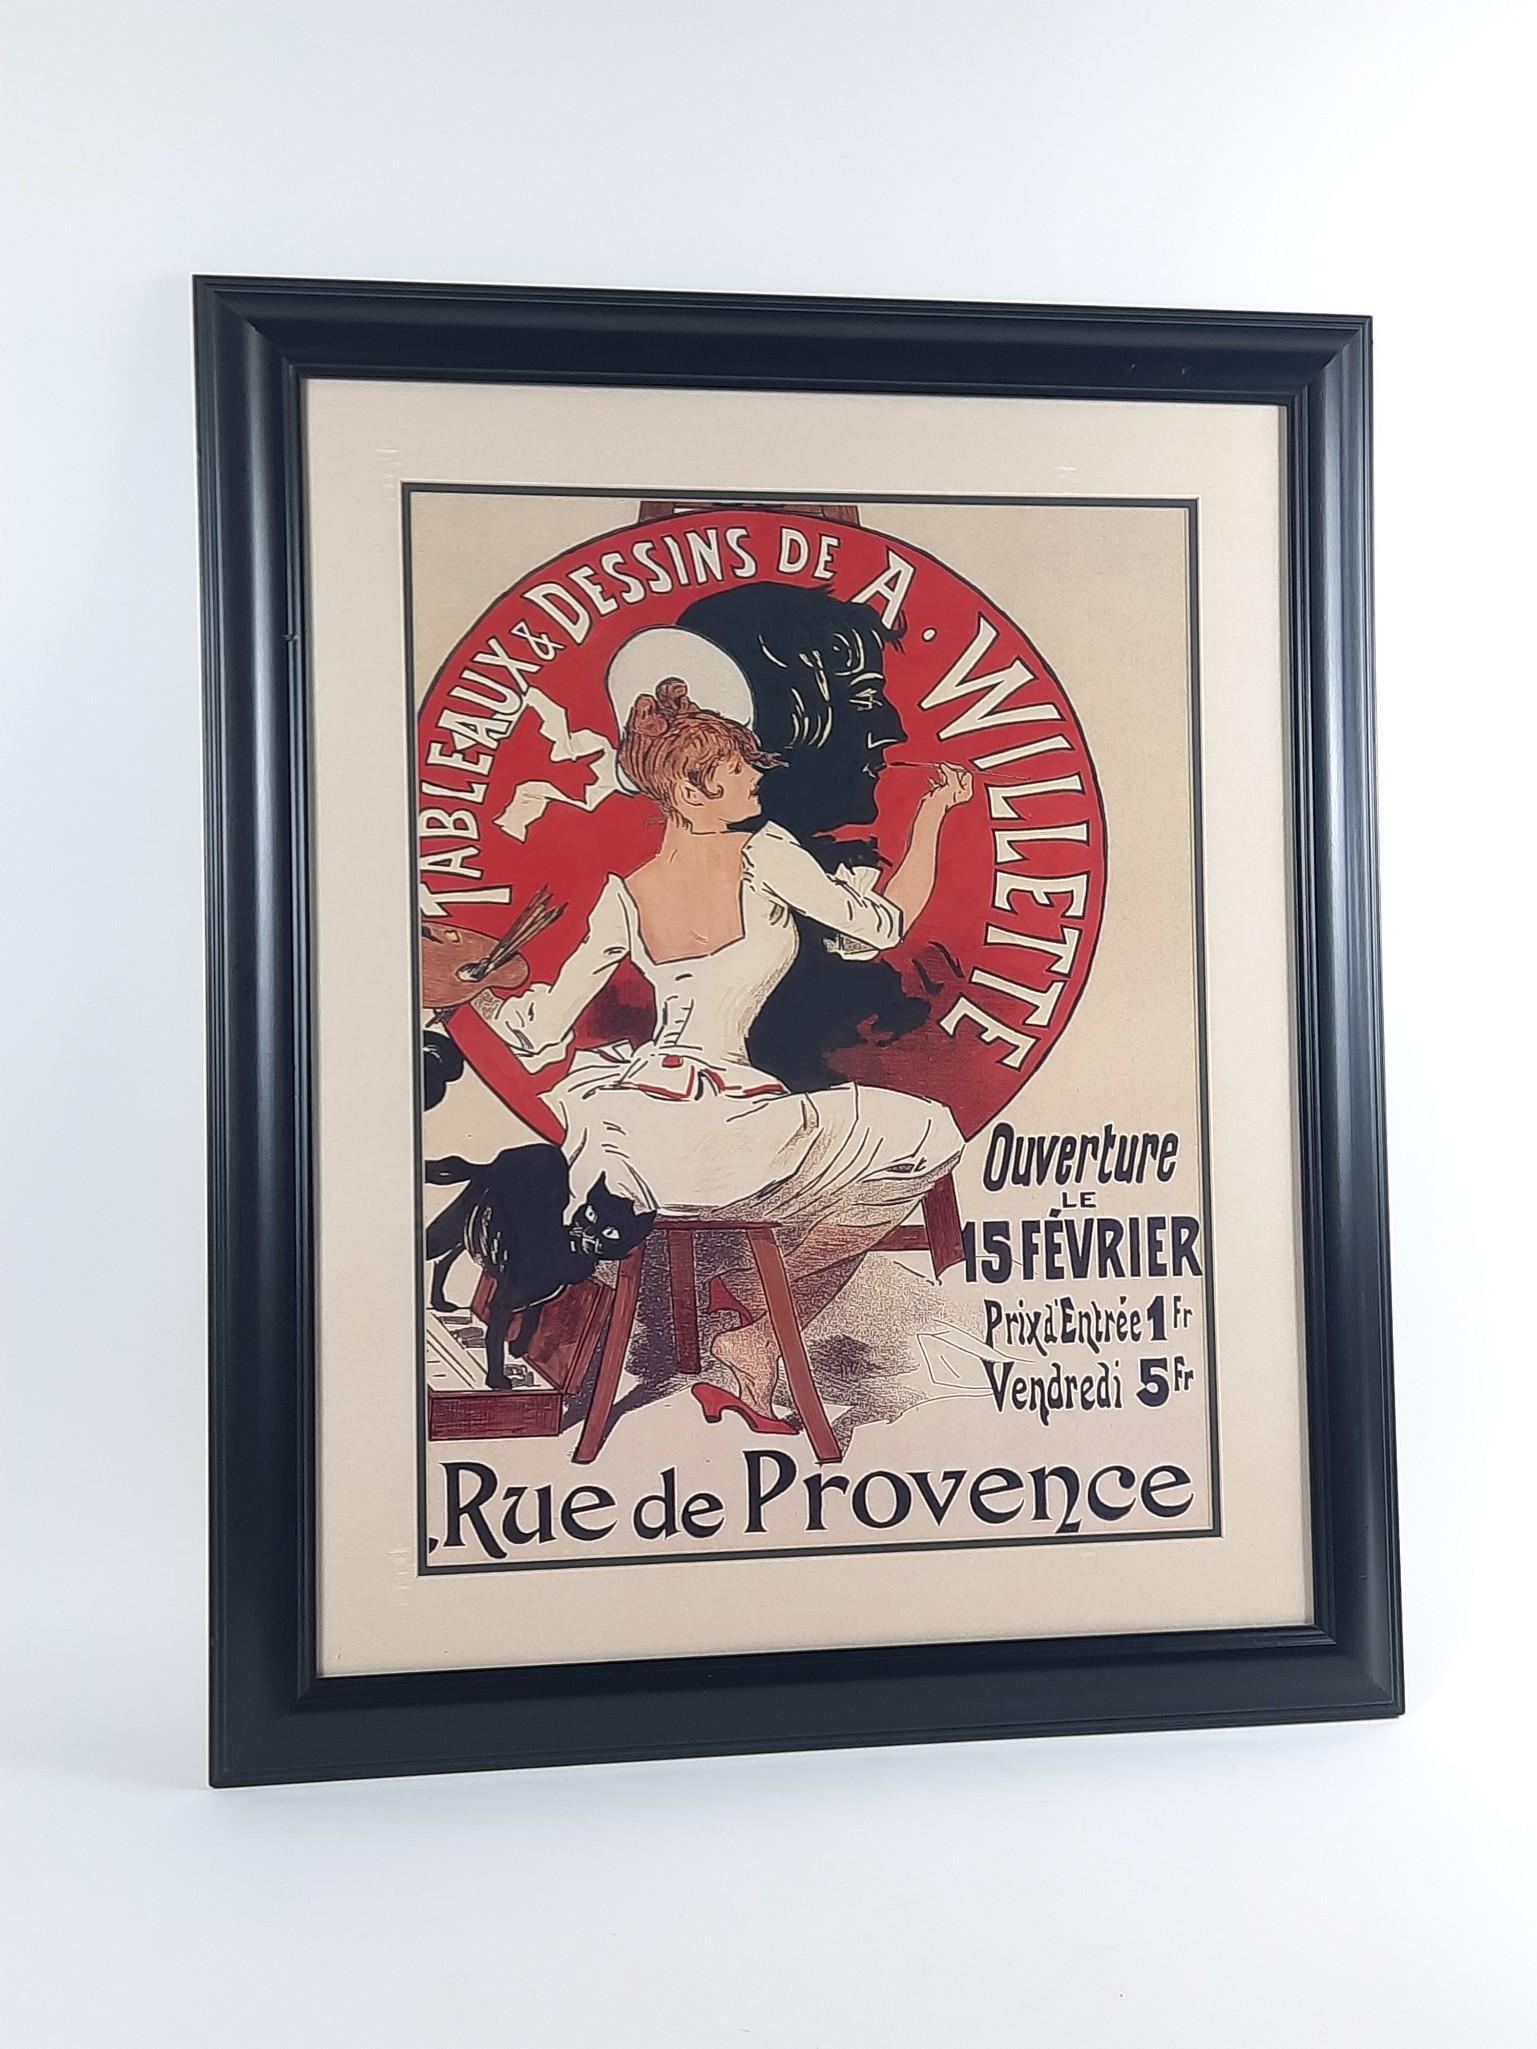 TABLEAUX & DESSINS DE A. WILLETTE
Ouverture
LE
15 FÉVRIER
Prix d'Entrée 1 Fr
Vendredi 5 Fr
Rue de Provence